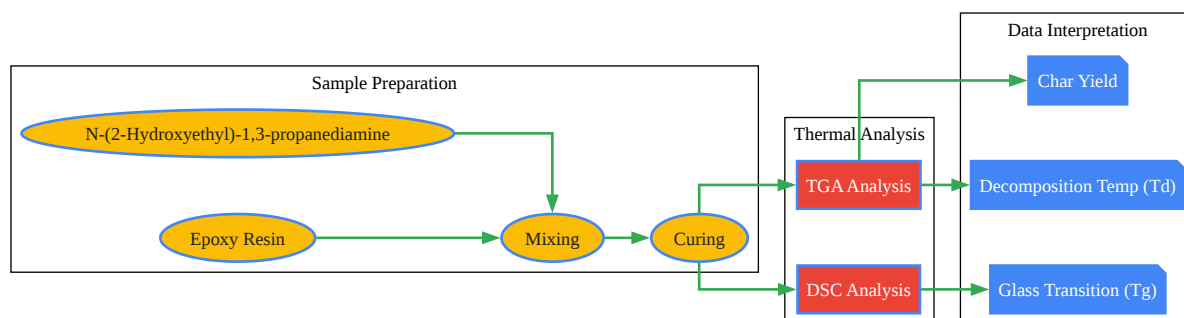 Data Interpretation
Sample Preparation
Char Yield
N-(2-Hydroxyethyl)-1,3-propanediamine
Thermal Analysis
TGA Analysis
Decomposition Temp (Td)
Epoxy Resin
Mixing
Curing
DSC Analysis
Glass Transition (Tg)